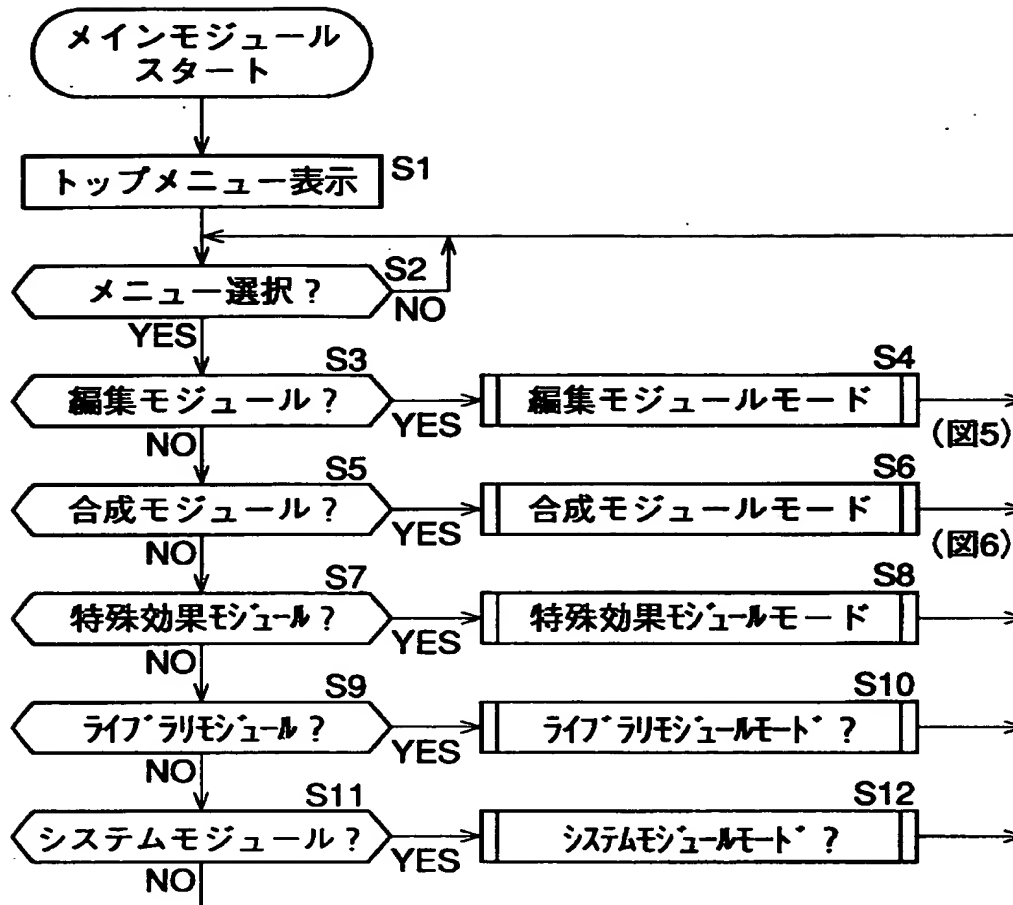 メインモジュール
スタート
トップメニュー表示 S1
メニュー選択? S2
NO
YES
編集モジュール? S3
YES
編集モジュールモード S4
(図5)
NO
合成モジュール? S5
YES
合成モジュールモード S6
(図6)
NO
特殊効果モジュール? S7
YES
特殊効果モジュールモード S8
NO
ライブラリモジュール? S9
YES
ライブラリモジュールモード? S10
NO
システムモジュール? S11
YES
システムモジュールモード? S12
NO